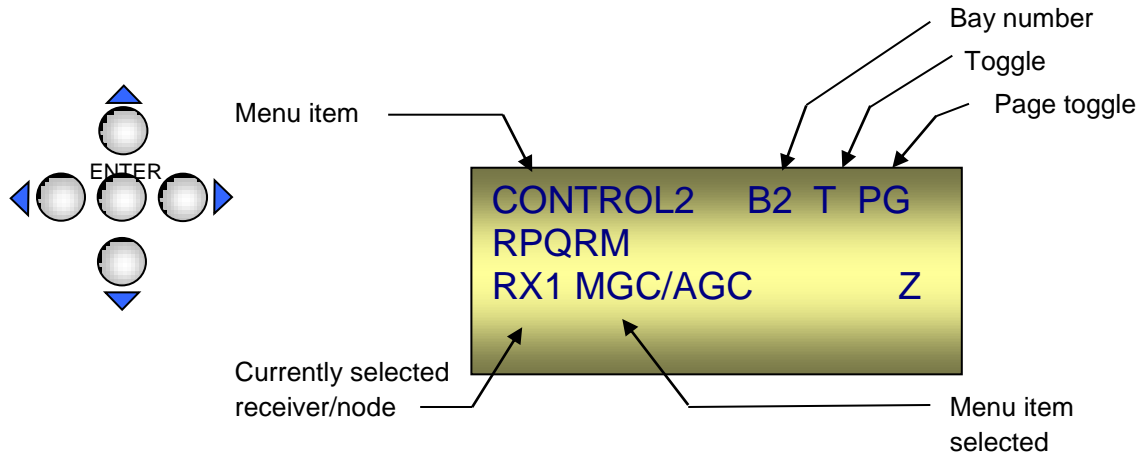 Bay number
Toggle
Page toggle
Menu item
ENTER
CONTROL2 B2 T PG
RPQRM
RX1 MGC/AGC Z
Currently selected
receiver/node
Menu item
selected